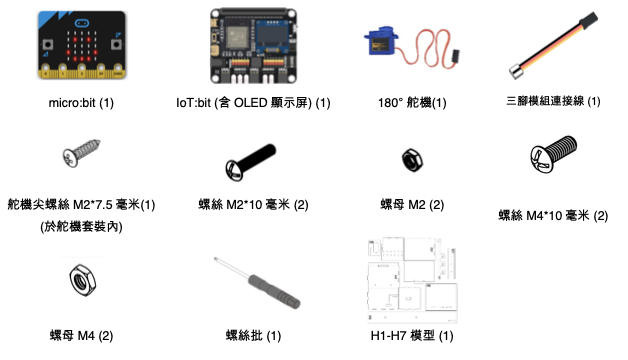 micro:bit (1)
IoT:bit (含 OLED 顯示屏) (1)
180° 舵機(1)
三腳模組連接線 (1)
舵機尖螺絲 M2*7.5 毫米(1)
(於舵機套裝內)
螺絲 M2*10 毫米 (2)
螺母 M2 (2)
螺絲 M4*10 毫米 (2)
螺母 M4 (2)
螺絲批 (1)
H1-H7 模型 (1)